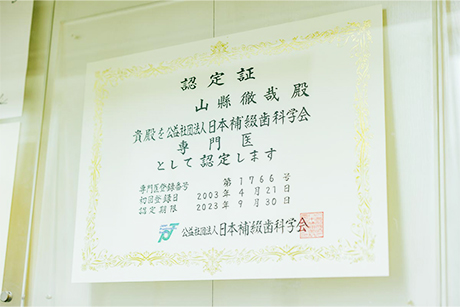 認定証
山縣徹哉殿
貴殿を公益社団法人日本補綴歯科学会
専門医
として認定します
専門医登録番号 第1766号
初回登録日 2003年4月21日
認定期限 2023年9月30日
公益社団法人日本補綴歯科学会